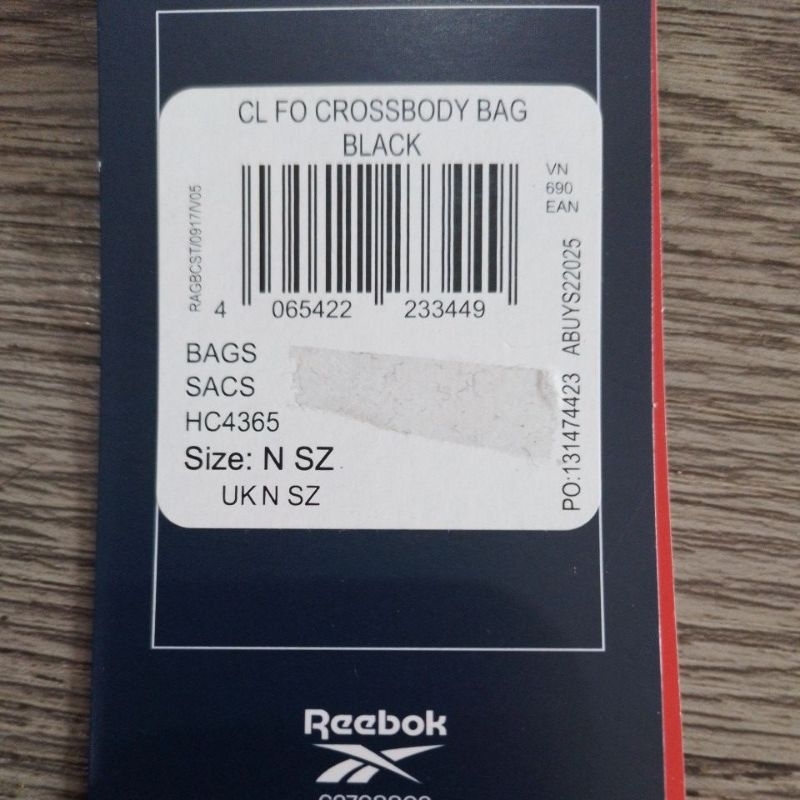 CL FO CROSSBODY BAG
BLACK
VN
690
EAN
RAGBCST/0917/V05
4 065422 233449
BAGS
SACS
HC4365
Size: N SZ
UK N SZ
PO:131474423 ABUYS22025
Reebok